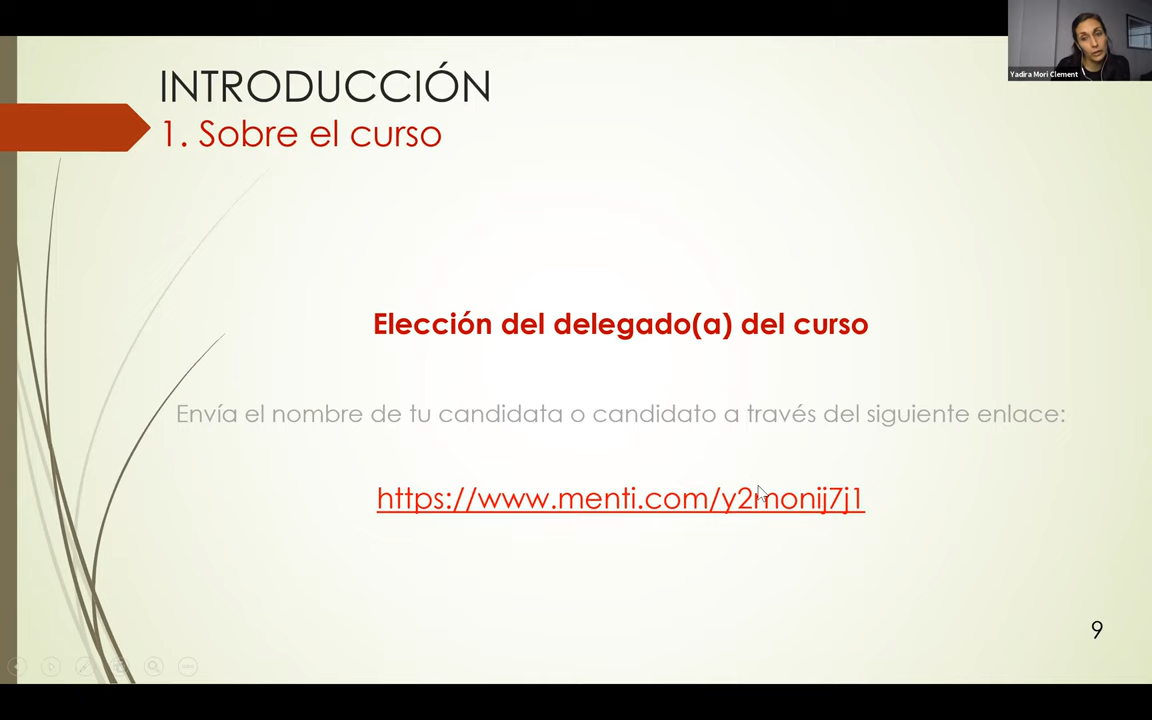 INTRODUCCIÓN
1. Sobre el curso
Elección del delegado(a) del curso
Envía el nombre de tu candidata o candidato a través del siguiente enlace:
https://www.menti.com/y2monij7j1
9
Yadira Mori Clement